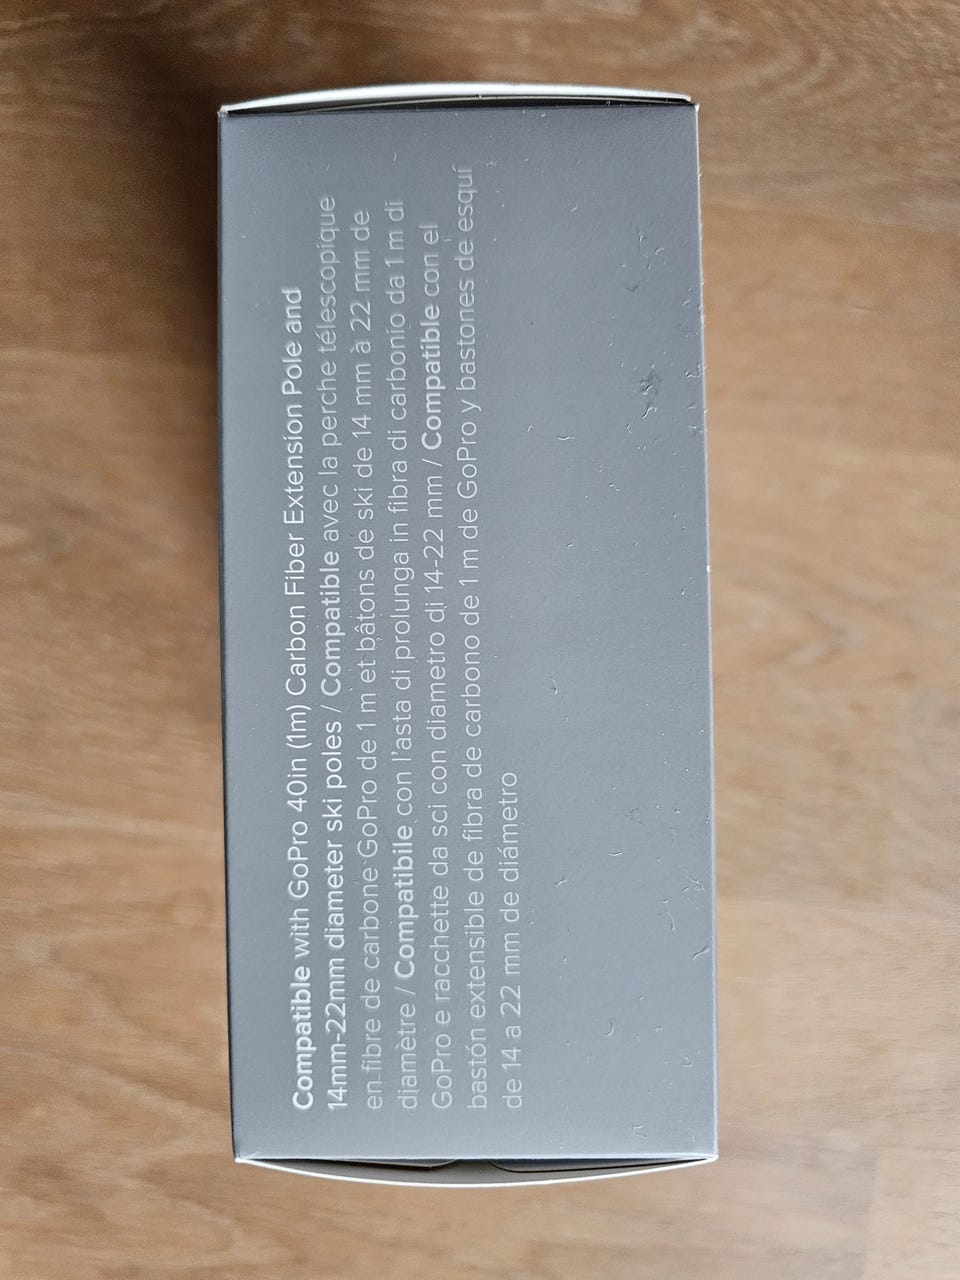 Compatible with GoPro 40in (1m) Carbon Fiber Extension Pole and
14mm-22mm diameter ski poles / Compatible avec la perche télescopique
en fibre de carbone GoPro de 1 m et bâtons de ski de 14 mm à 22 mm de
diamètre / Compatibile con l'asta di prolunga in fibra di carbonio da 1 m di
GoPro e racchette da sci con diametro di 14-22 mm / Compatible con el
bastón extensible de fibra de carbono de 1 m de GoPro y bastones de esquí
de 14 a 22 mm de diámetro